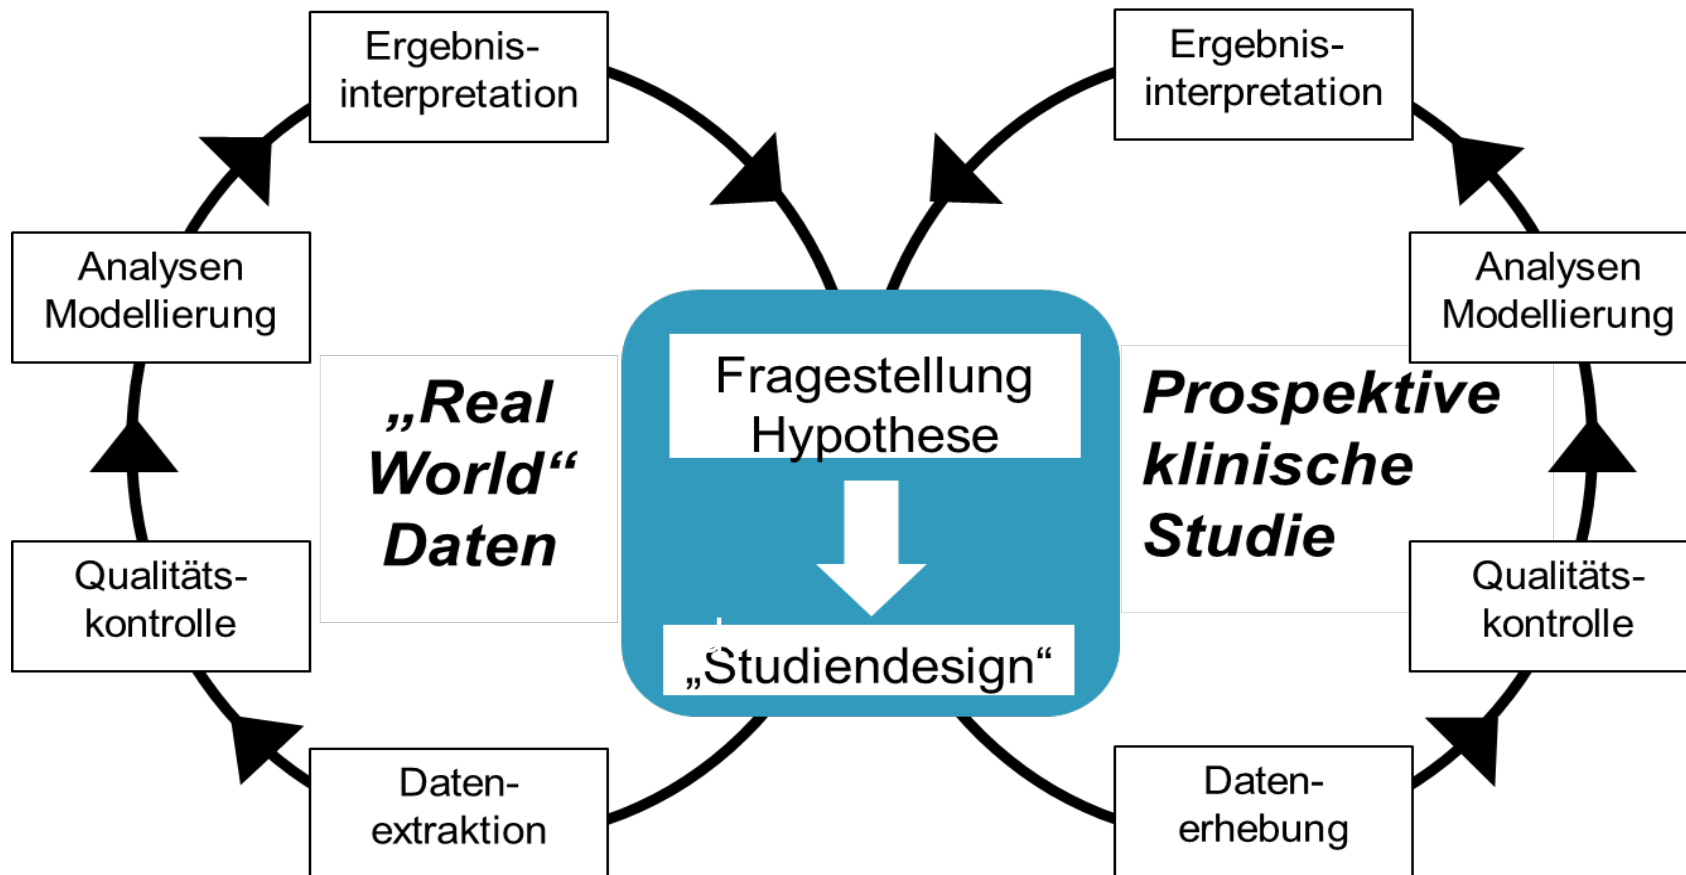 Ergebnis-
interpretation
Analysen
Modellierung
„Real
World“
Daten
Qualitäts-
kontrolle
Daten-
extraktion
Fragestellung
Hypothese
„Studiendesign“
Ergebnis-
interpretation
Analysen
Modellierung
Prospektive
klinische
Studie
Qualitäts-
kontrolle
Daten-
erhebung